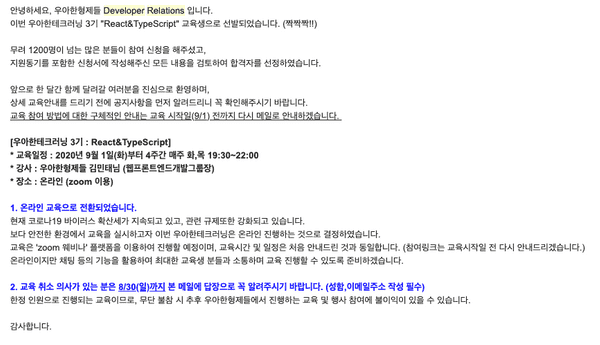 안녕하세요, 우아한형제들 Developer Relations 입니다.
이번 우아한테크러닝 3기 "React&TypeScript" 교육생으로 선발되었습니다. (짝짝짝!!)
무려 1200명이 넘는 많은 분들이 참여 신청을 해주셨고,
지원동기를 포함한 신청서에 작성해주신 모든 내용을 검토하여 합격자를 선정하였습니다.
앞으로 한 달간 함께 달려갈 여러분을 진심으로 환영하며,
상세 교육안내를 드리기 전에 공지사항을 먼저 알려드리니 꼭 확인해주시기 바랍니다.
교육 참여 방법에 대한 구체적인 안내는 교육 시작일(9/1) 전까지 다시 메일로 안내하겠습니다.
[우아한테크러닝 3기 : React&TypeScript]
* 교육일정 : 2020년 9월 1일(화)부터 4주간 매주 화,목 19:30~22:00
* 강사 : 우아한형제들 김민태님 (웹프론트엔드개발그룹장)
* 장소 : 온라인 (zoom 이용)
1. 온라인 교육으로 전환되었습니다.
현재 코로나19 바이러스 확산세가 지속되고 있고, 관련 규제또한 강화되고 있습니다.
보다 안전한 환경에서 교육을 실시하고자 이번 우아한테크러닝은 온라인 진행하는 것으로 결정하였습니다.
교육은 'zoom 웨비나' 플랫폼을 이용하여 진행할 예정이며, 교육시간 및 일정은 처음 안내드린 것과 동일합니다. (참여링크는 교육시작일 전 다시 안내드리겠습니다.)
온라인이지만 채팅 등의 기능을 활용하여 최대한 교육생 분들과 소통하며 교육 진행할 수 있도록 준비하겠습니다.
2. 교육 취소 의사가 있는 분은 8/30(일)까지 본 메일에 답장으로 꼭 알려주시기 바랍니다. (성함,이메일주소 작성 필수)
한정 인원으로 진행되는 교육이므로, 무단 불참 시 추후 우아한형제들에서 진행하는 교육 및 행사 참여에 불이익이 있을 수 있습니다.
감사합니다.